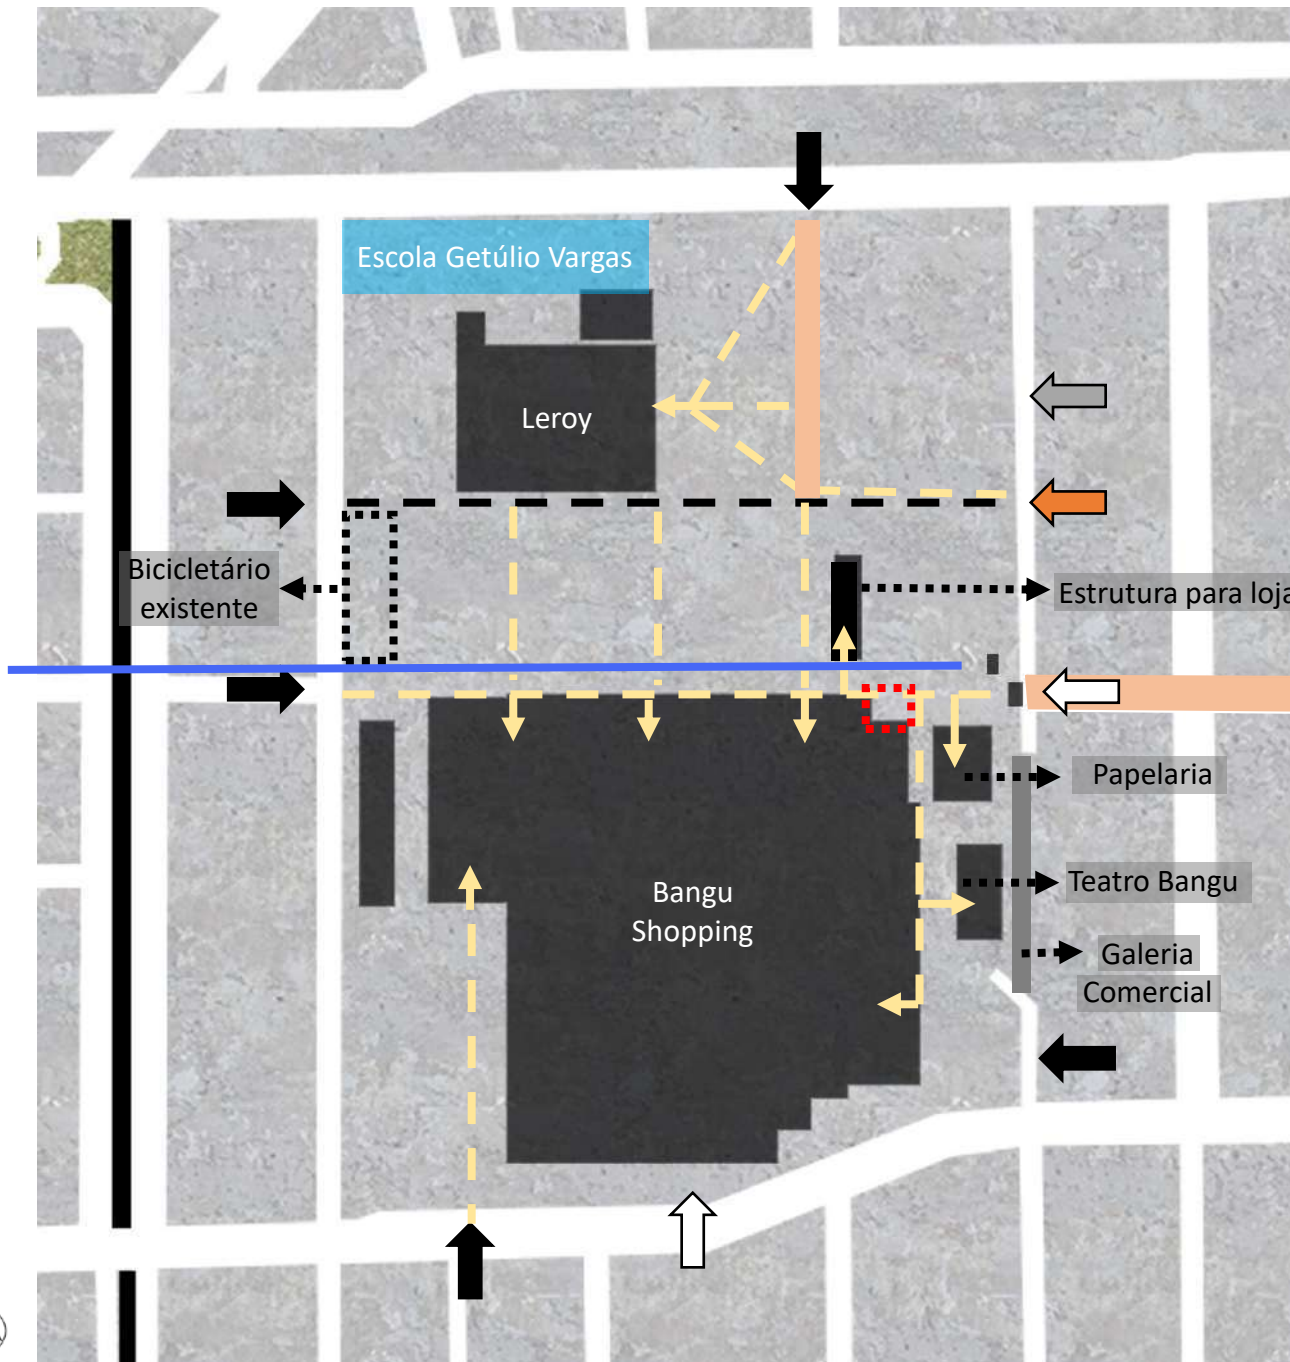 Escola Getúlio Vargas
Leroy
Bicicletário
existente
Estrutura para loja
Papelaria
Bangu
Shopping
Teatro Bangu
Galeria
Comercial